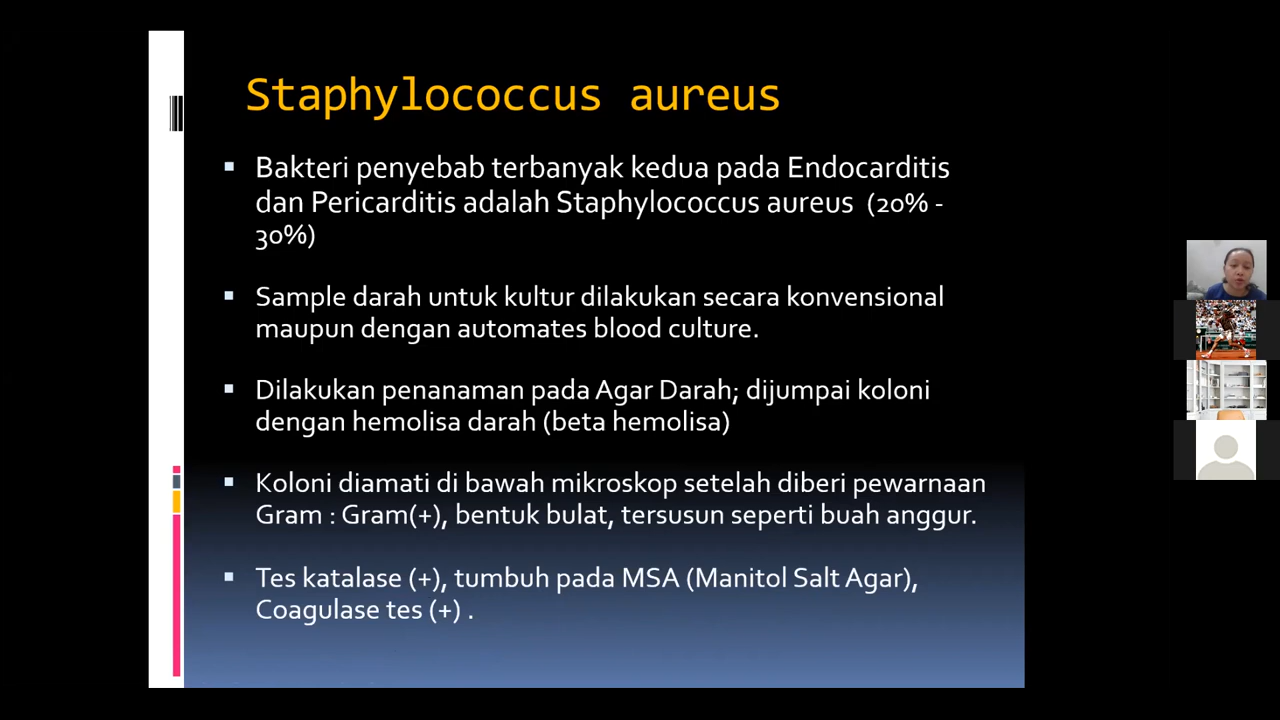 Staphylococcus aureus
Bakteri penyebab terbanyak kedua pada Endocarditis
dan Pericarditis adalah Staphylococcus aureus (20% -
30%)
Sample darah untuk kultur dilakukan secara konvensional
maupun dengan automates blood culture.
Dilakukan penanaman pada Agar Darah; dijumpai koloni
dengan hemolisa darah (beta hemolisa)
Koloni diamati di bawah mikroskop setelah diberi pewarnaan
Gram : Gram(+), bentuk bulat, tersusun seperti buah anggur.
Tes katalase (+), tumbuh pada MSA (Manitol Salt Agar),
Coagulase tes (+) .